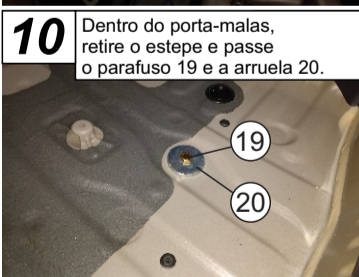 10
Dentro do porta-malas,
retire o estepe e passe
o parafuso 19 e a arruela 20.
19
20